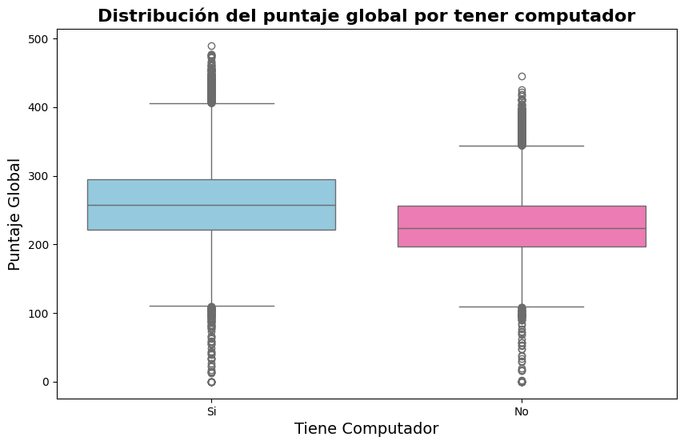 Distribución del puntaje global por tener computador
500
400
300
200
100
0
Puntaje Global
Si
No
Tiene Computador